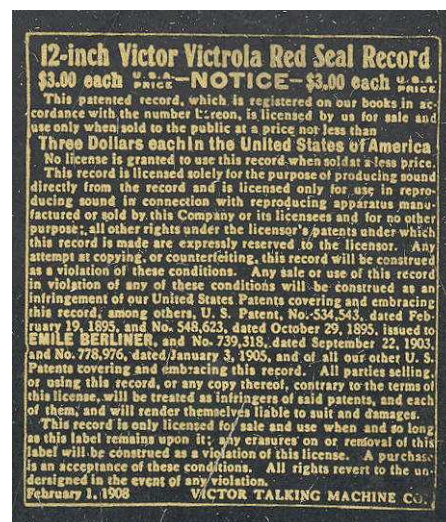 12-inch Victor Victrola Red Seal Record
$3.00 each U.S.A. PRICE—NOTICE—$3.00 each U.S.A. PRICE
This patented record, which is registered on our books in ac-
cordance with the number hereon, is licensed by us for sale and
use only when sold to the public at a price not less than
Three Dollars each in the United States of America
No license is granted to use this record when sold at a less price.
This record is licensed solely for the purpose of producing sound
directly from the record and is licensed only for use in repro-
ducing sound in connection with reproducing apparatus manu-
factured or sold by this Company or its licensees and for no other
purpose; all other rights under the licensor's patents under which
this record is made are expressly reserved to the licensor. Any
attempt at copying, or counterfeiting, this record will be construed
as a violation of these conditions. Any sale or use of this record
in violation of any of these conditions will be construed as an
infringement of our United States Patents covering and embracing
this record, among others, U. S. Patent, No. 534,543, dated Feb-
ruary 19, 1895, and No. 548,623, dated October 29, 1895, issued to
EMILE BERLINER, and No. 739,318, dated September 22, 1903,
and No. 778,976, dated January 3, 1905, and of all our other U. S.
Patents covering and embracing this record. All parties selling,
or using this record, or any copy thereof, contrary to the terms of
this license, will be treated as infringers of said patents, and each
of them, and will render themselves liable to suit and damages.
This record is only licensed for sale and use when and so long
as this label remains upon it; any erasures on or removal of this
label will be construed as a violation of this license. A purchase
is an acceptance of these conditions. All rights revert to the un-
dersigned in the event of any violation.
February 1, 1908 VICTOR TALKING MACHINE CO.